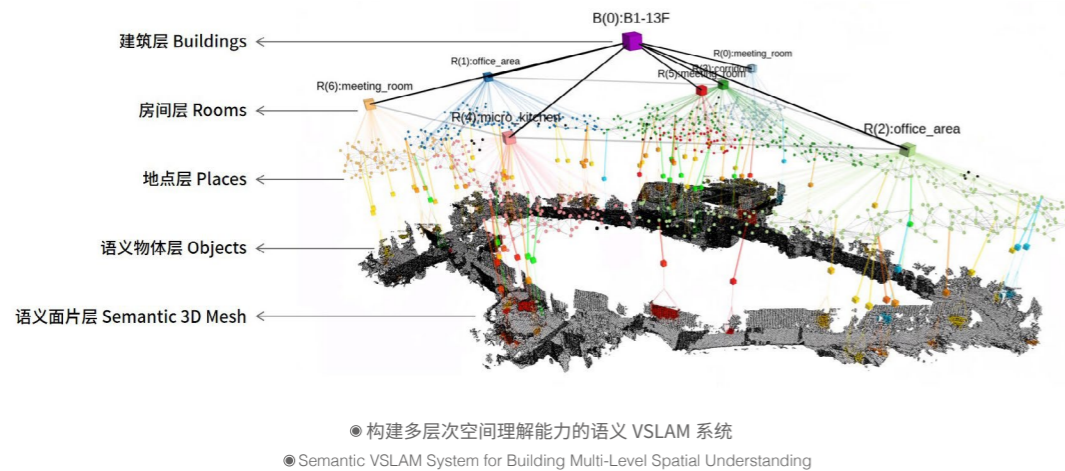 B(0):B1-13F
建筑层 Buildings
R(0):meeting_room
R(1):office_area
R(3):corridor
R(5):meeting_room
R(6):meeting_room
房间层 Rooms
R(4):micro_kitchen
R(2):office_area
地点层 Places
语义物体层 Objects
语义面片层 Semantic 3D Mesh
◉ 构建多层次空间理解能力的语义 VSLAM 系统
◉ Semantic VSLAM System for Building Multi-Level Spatial Understanding